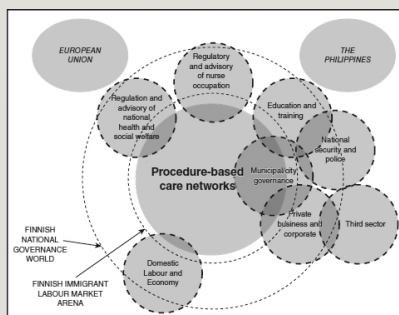 EUROPEAN
UNION
Regulatory
and advisory
of nurse
occupation
THE
PHILIPPINES
Regulation and
advisory of
national
health and
social welfare
Education and
training
National
security and
police
Procedure-based
care networks
Municipal/city
governance
Private
business and
corporate
Third sector
FINNISH
NATIONAL
GOVERNANCE
WORLD
Domestic
Labour and
Economy
FINNISH IMMIGRANT
LABOUR MARKET
ARENA